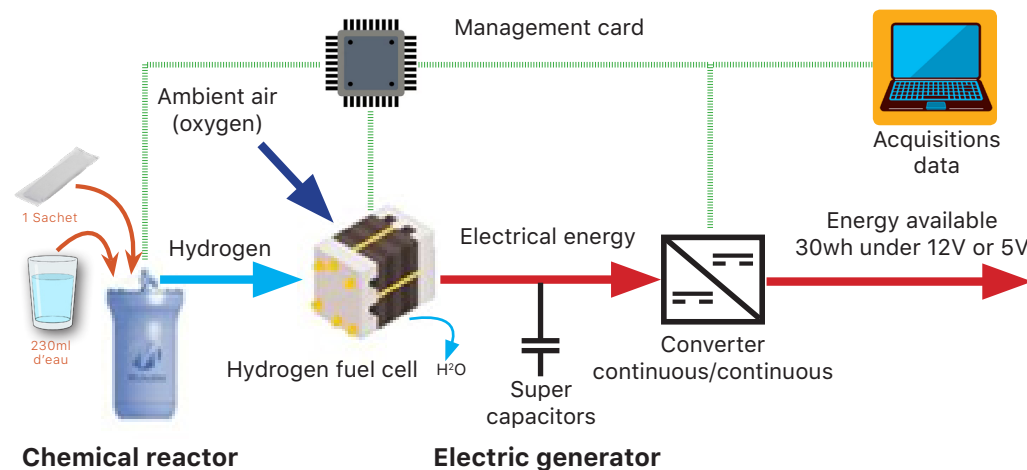 Management card
Ambient air
(oxygen)
Acquisitions
data
1 Sachet
Hydrogen
Electrical energy
Energy available
30wh under 12V or 5V
230ml
d'eau
Hydrogen fuel cell
H²O
Converter
continuous/continuous
Super
capacitors
Chemical reactor
Electric generator